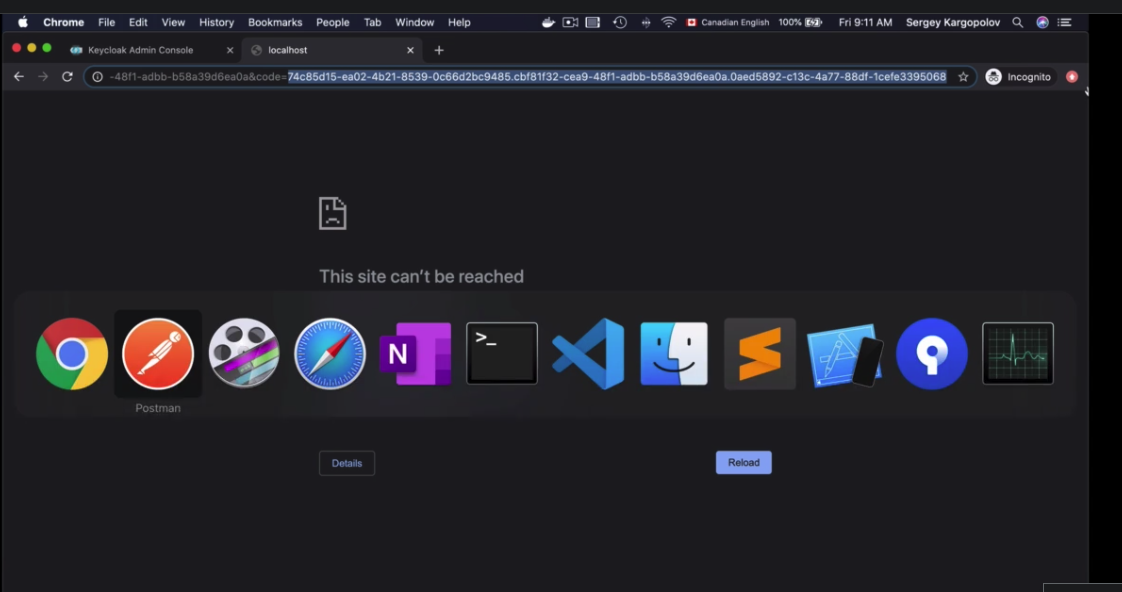 Chrome File Edit View History Bookmarks People Tab Window Help Canadian English 100% Fri 9:11 AM Sergey Kargopolov
Keycloak Admin Console localhost
-48f1-adbb-b58a39d6ea0a&code=74c85d15-ea02-4b21-8539-0c66d2bc9485.cbf81f32-cea9-48f1-adbb-b58a39d6ea0a.0aed5892-c13c-4a77-88df-1cefe3395068 Incognito
This site can't be reached
N >_
Postman
Details Reload